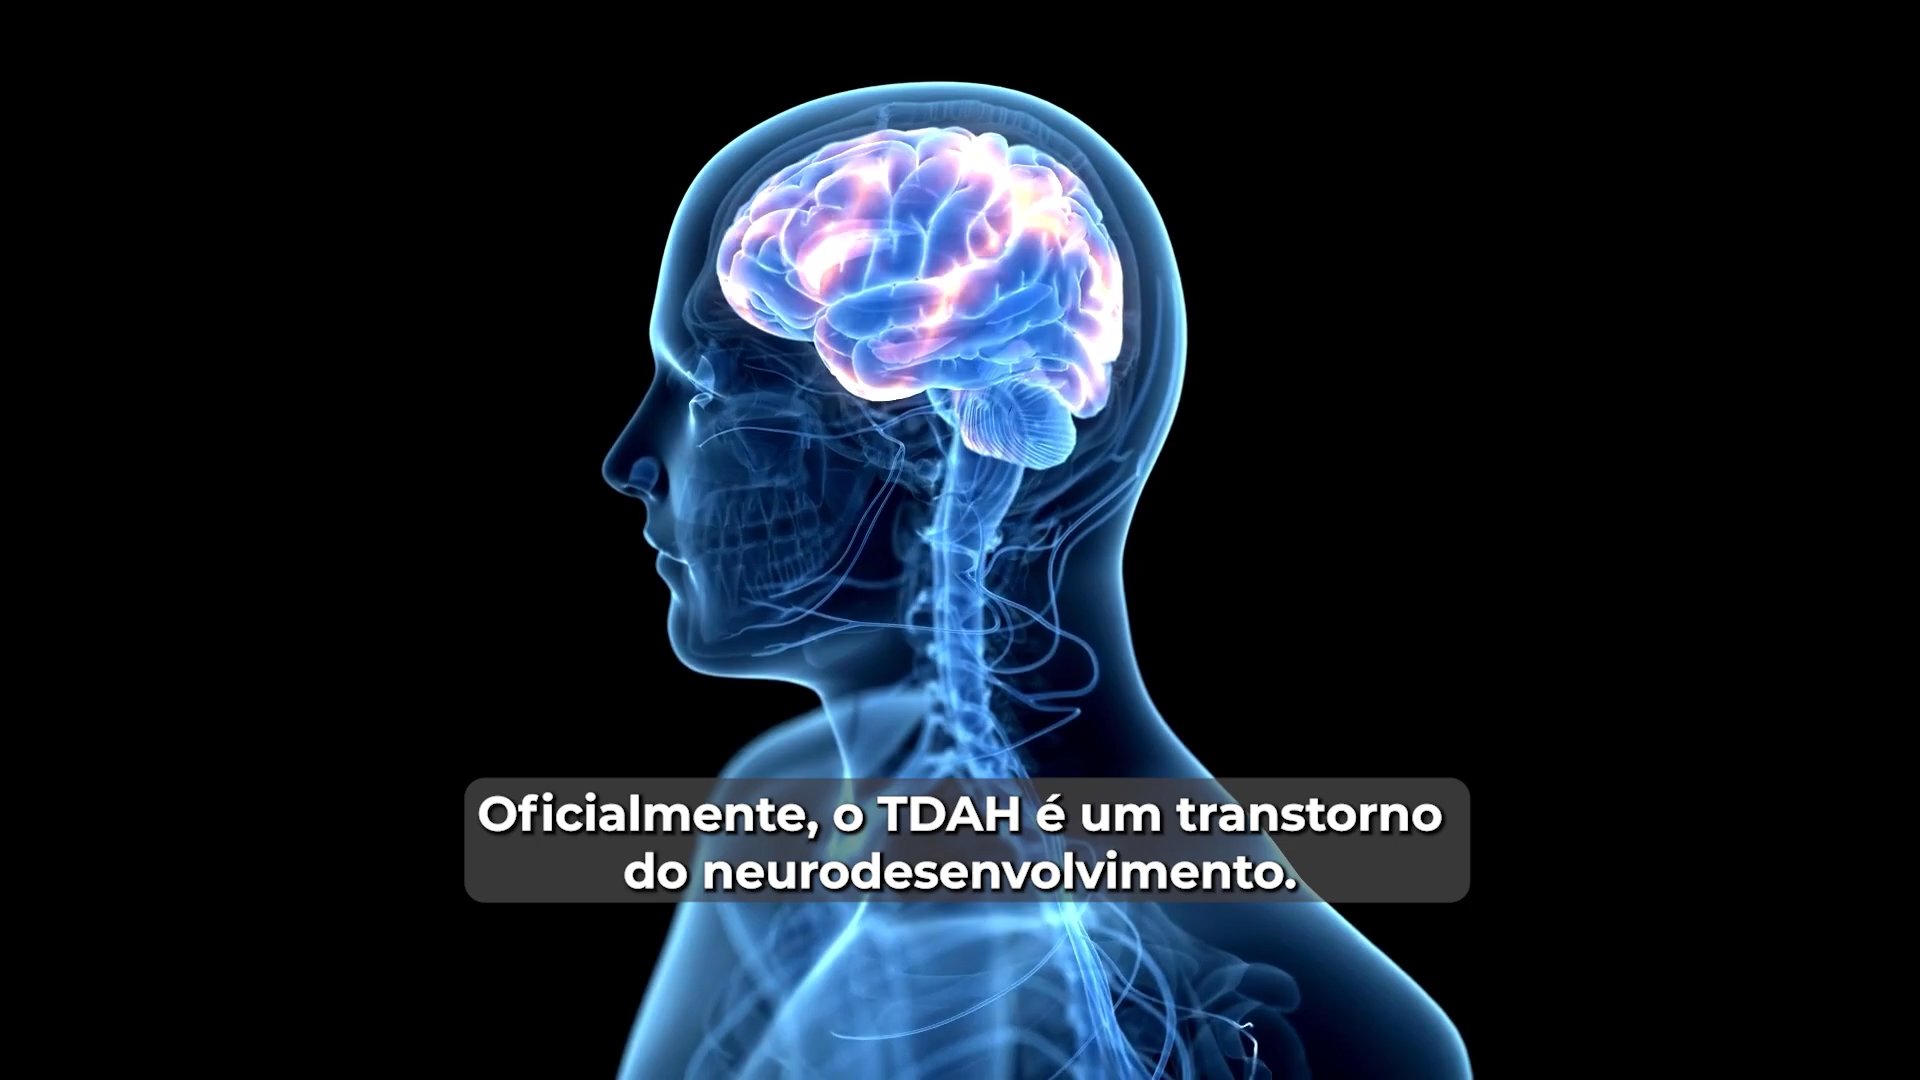 Oficialmente, o TDAH é um transtorno
do neurodesenvolvimento.